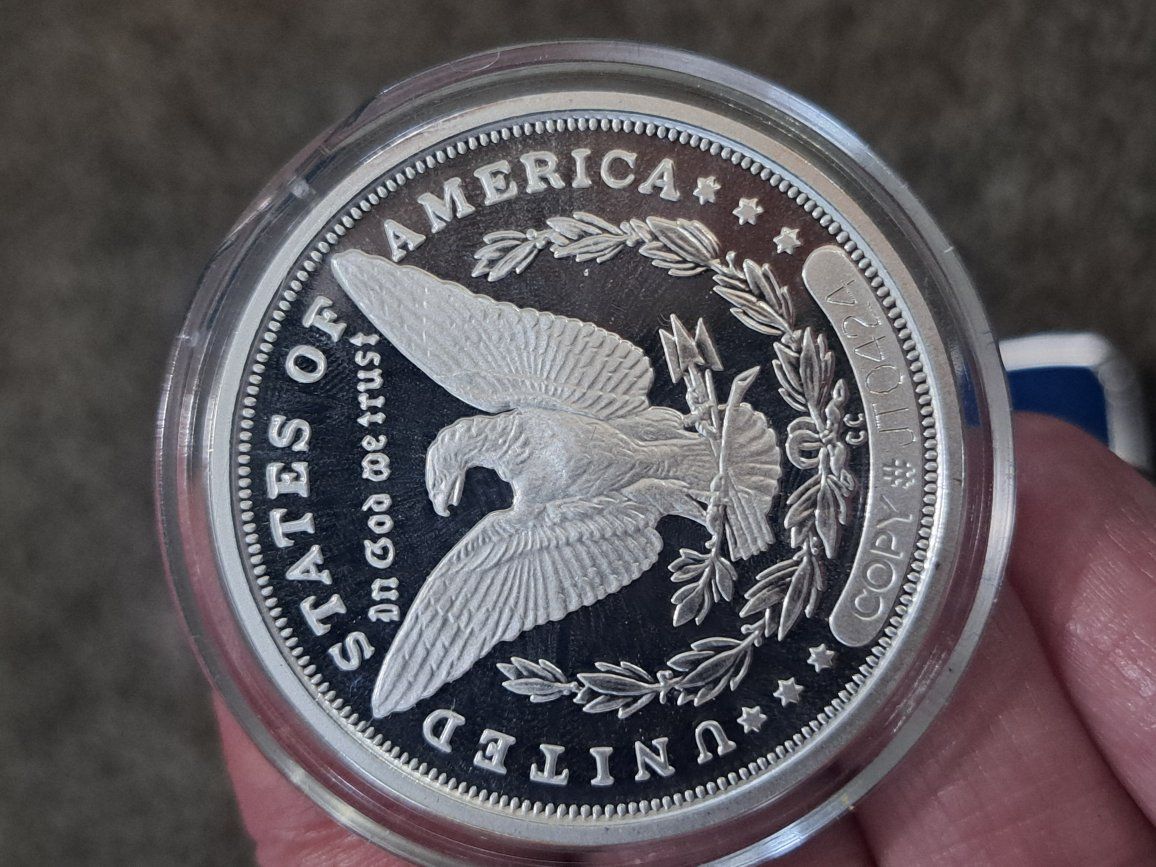 UNITED STATES OF AMERICA
In God we trust
CC
COPY # JT0424